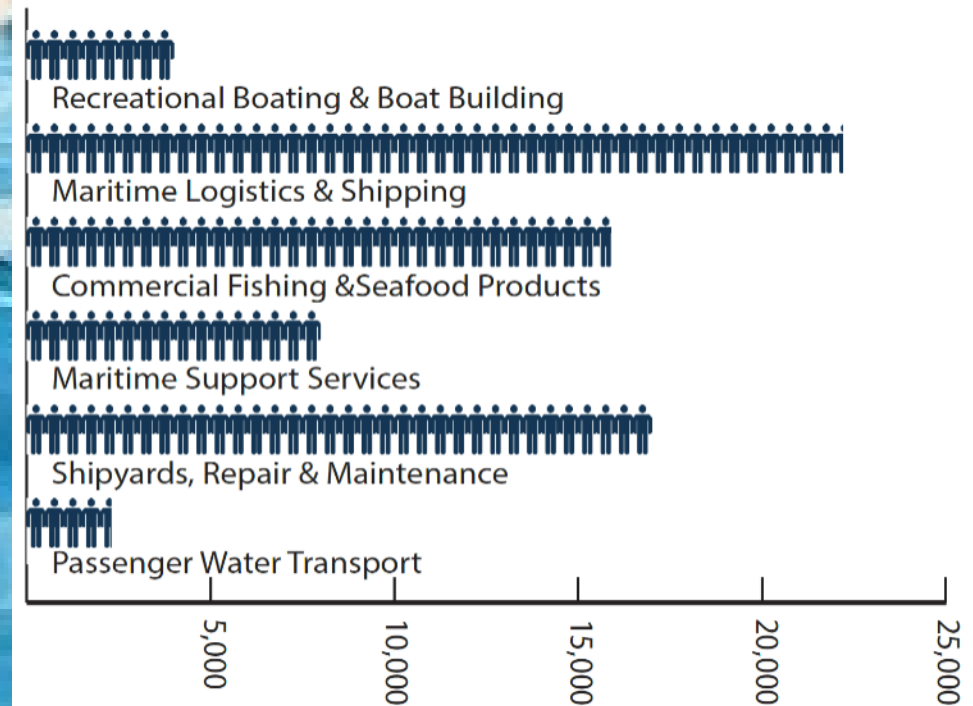 Recreational Boating & Boat Building
Maritime Logistics & Shipping
Commercial Fishing &Seafood Products
Maritime Support Services
Shipyards, Repair & Maintenance
Passenger Water Transport
5,000
10,000
15,000
20,000
25,000